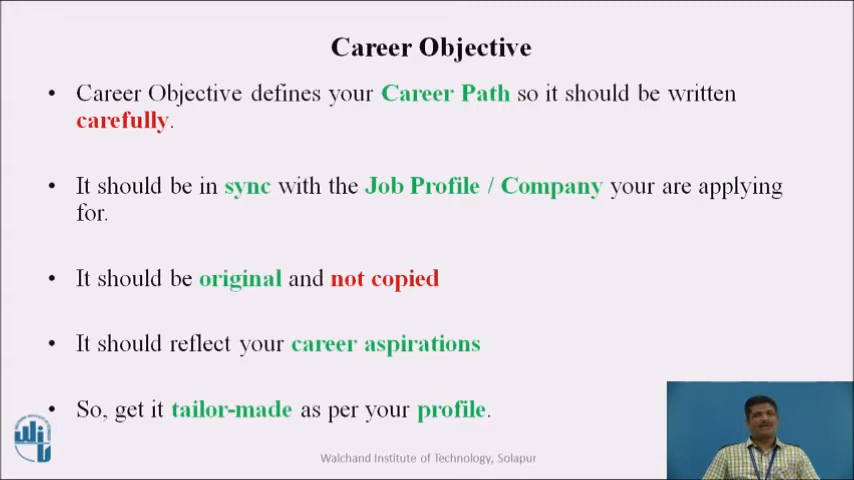 Career Objective
• Career Objective defines your Career Path so it should be written
carefully.
• It should be in sync with the Job Profile / Company your are applying
for.
• It should be original and not copied
• It should reflect your career aspirations
• So, get it tailor-made as per your profile.
Walchand Institute of Technology, Solapur